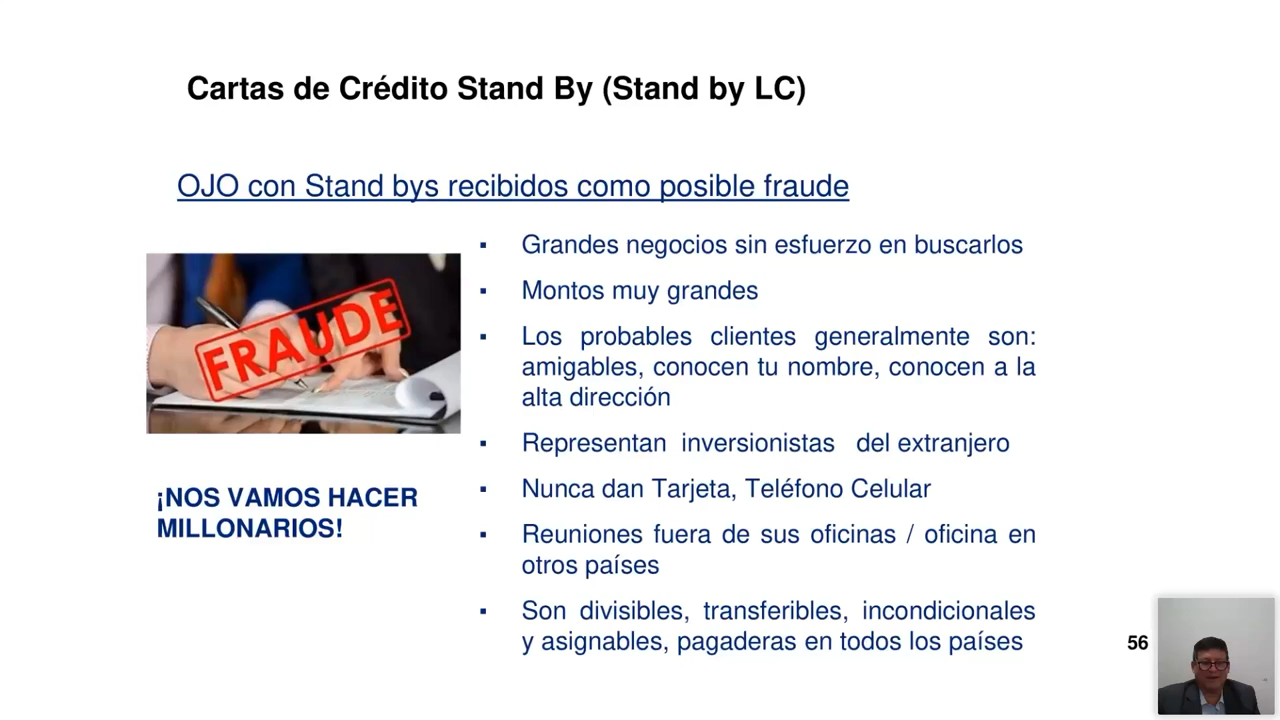 Cartas de Crédito Stand By (Stand by LC)
OJO con Stand bys recibidos como posible fraude
FRAUDE
¡NOS VAMOS HACER
MILLONARIOS!
▪ Grandes negocios sin esfuerzo en buscarlos
▪ Montos muy grandes
▪ Los probables clientes generalmente son:
amigables, conocen tu nombre, conocen a la
alta dirección
▪ Representan inversionistas del extranjero
▪ Nunca dan Tarjeta, Teléfono Celular
▪ Reuniones fuera de sus oficinas / oficina en
otros países
▪ Son divisibles, transferibles, incondicionales
y asignables, pagaderas en todos los países
56